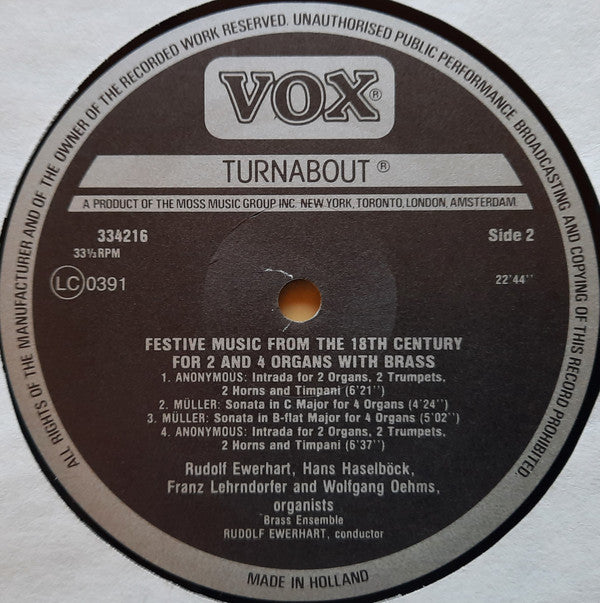 ALL RIGHTS OF THE MANUFACTURER AND OF THE OWNER OF THE RECORDED WORK RESERVED. UNAUTHORISED PUBLIC PERFORMANCE BROADCASTING AND COPYING OF THIS RECORD PROHIBITED.
VOX®
TURNABOUT ®
A PRODUCT OF THE MOSS MUSIC GROUP INC. NEW YORK, TORONTO, LONDON, AMSTERDAM.
334216 Side 2
33⅓ RPM
LC 0391 22'44''
FESTIVE MUSIC FROM THE 18TH CENTURY
FOR 2 AND 4 ORGANS WITH BRASS
1. ANONYMOUS: Intrada for 2 Organs, 2 Trumpets,
2 Horns and Timpani (6'21'')
2. MÜLLER: Sonata in C Major for 4 Organs (4'24'')
3. MÜLLER: Sonata in B-flat Major for 4 Organs (5'02'')
4. ANONYMOUS: Intrada for 2 Organs, 2 Trumpets,
2 Horns and Timpani (6'37'')
Rudolf Ewerhart, Hans Haselböck,
Franz Lehrndorfer and Wolfgang Oehms,
organists
Brass Ensemble
RUDOLF EWERHART, conductor
MADE IN HOLLAND